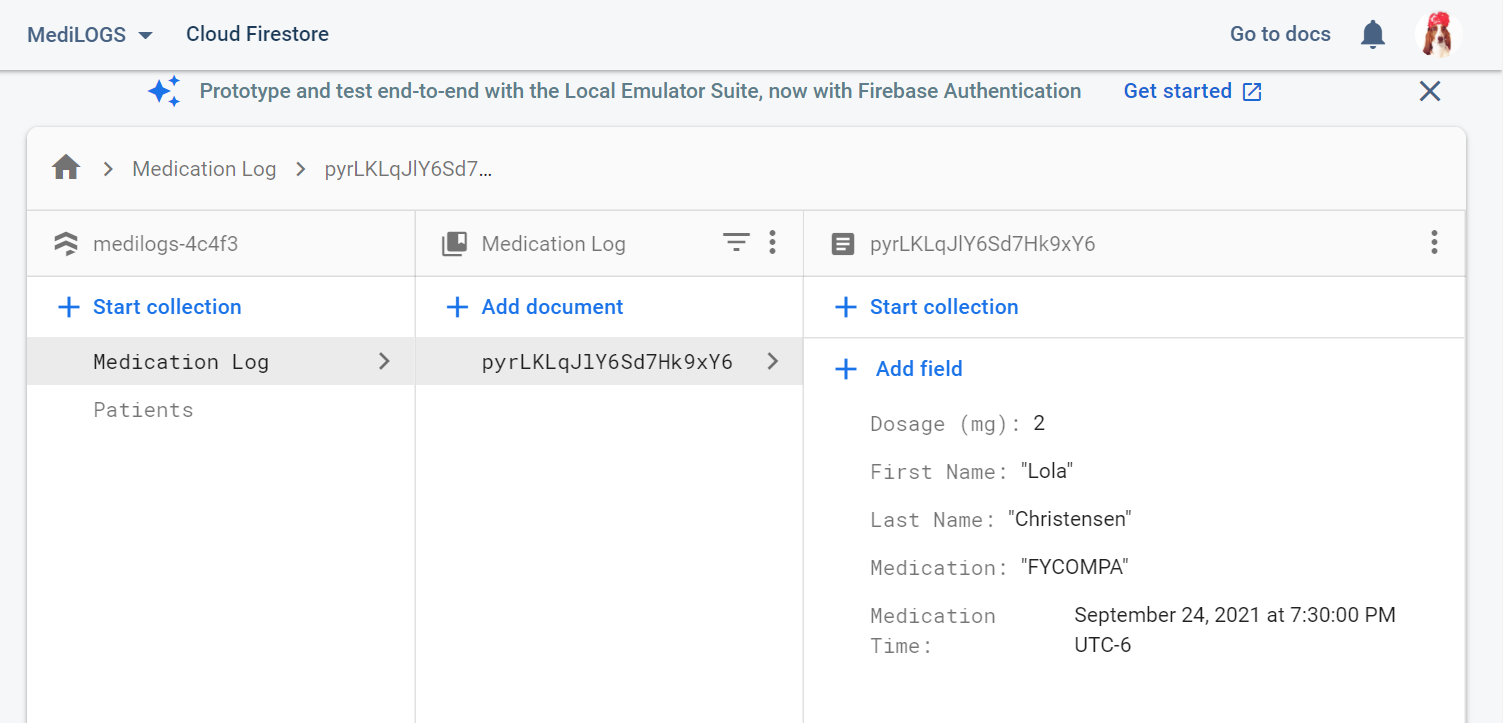 MediLOGS Cloud Firestore Go to docs
Prototype and test end-to-end with the Local Emulator Suite, now with Firebase Authentication Get started
Medication Log pyrLKLqJlY6Sd7...
medilogs-4c4f3 Medication Log pyrLKLqJlY6Sd7Hk9xY6
Start collection Add document Start collection
Medication Log pyrLKLqJlY6Sd7Hk9xY6
Add field
Patients
Dosage (mg): 2
First Name: "Lola"
Last Name: "Christensen"
Medication: "FYCOMPA"
Medication September 24, 2021 at 7:30:00 PM
Time: UTC-6